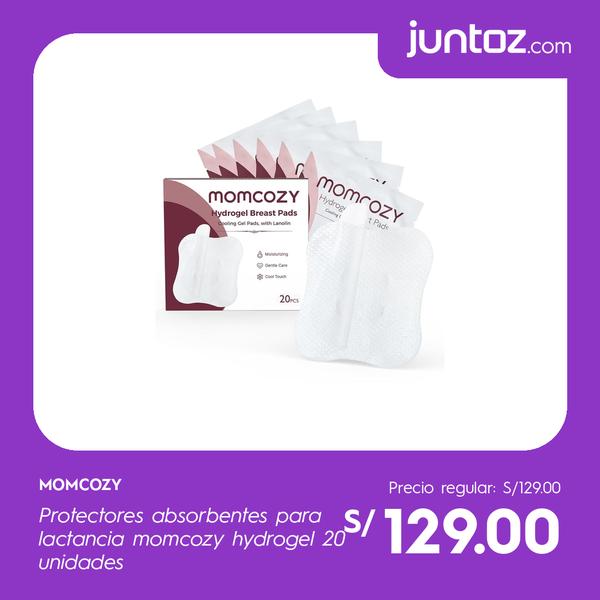 juntoz.com
momcozy
Hydrogel Breast Pads
Cooling Gel Pads, with Lanolin
Moisturizing
Gentle Care
Cool Touch
20PCS
momcozy
Breast Pads
MOMCOZY
Protectores absorbentes para
lactancia momcozy hydrogel 20
unidades
Precio regular: S/129.00
S/ 129.00